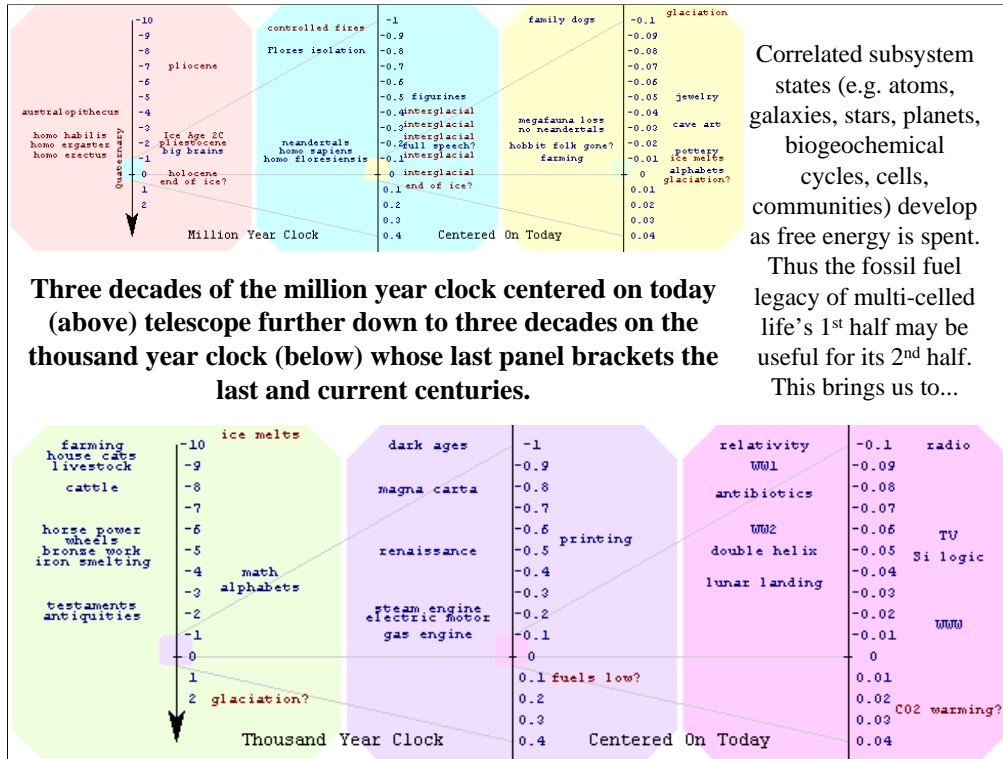 -10
-9
-8
-7
-6
-5
-4
-3
-2
-1
0
1
2
pliocene
australopithecus
homo habilis
homo ergaster
homo erectus
Quaternary
Ice Age 2C
pliestocene
big brains
holocene
end of ice?
controlled fires
Flores isolation
neandertals
homo sapiens
homo floresiensis
-1
-0.9
-0.8
-0.7
-0.6
-0.5
-0.4
-0.3
-0.2
-0.1
0
0.1
0.2
0.3
0.4
figurines
interglacial
interglacial
interglacial
full speech?
interglacial
interglacial
end of ice?
family dogs
megafauna loss
no neandertals
hobbit folk gone?
farming
-0.1
-0.09
-0.08
-0.07
-0.06
-0.05
-0.04
-0.03
-0.02
-0.01
0
0.01
0.02
0.03
0.04
glaciation
jewelry
cave art
pottery
ice melts
alphabets
glaciation?
Million Year Clock
Centered On Today
Correlated subsystem
states (e.g. atoms,
galaxies, stars, planets,
biogeochemical
cycles, cells,
communities) develop
as free energy is spent.
Thus the fossil fuel
legacy of multi-celled
life's 1st half may be
useful for its 2nd half.
This brings us to...
Three decades of the million year clock centered on today
(above) telescope further down to three decades on the
thousand year clock (below) whose last panel brackets the
last and current centuries.
farming
house cats
livestock
cattle
horse power
wheels
bronze work
iron smelting
testaments
antiquities
-10
-9
-8
-7
-6
-5
-4
-3
-2
-1
0
1
2
ice melts
math
alphabets
glaciation?
dark ages
magna carta
renaissance
steam engine
electric motor
gas engine
-1
-0.9
-0.8
-0.7
-0.6
-0.5
-0.4
-0.3
-0.2
-0.1
0
0.1
0.2
0.3
0.4
printing
fuels low?
relativity
WW1
antibiotics
WW2
double helix
lunar landing
-0.1
-0.09
-0.08
-0.07
-0.06
-0.05
-0.04
-0.03
-0.02
-0.01
0
0.01
0.02
0.03
0.04
radio
TV
Si logic
WWW
CO2 warming?
Thousand Year Clock
Centered On Today